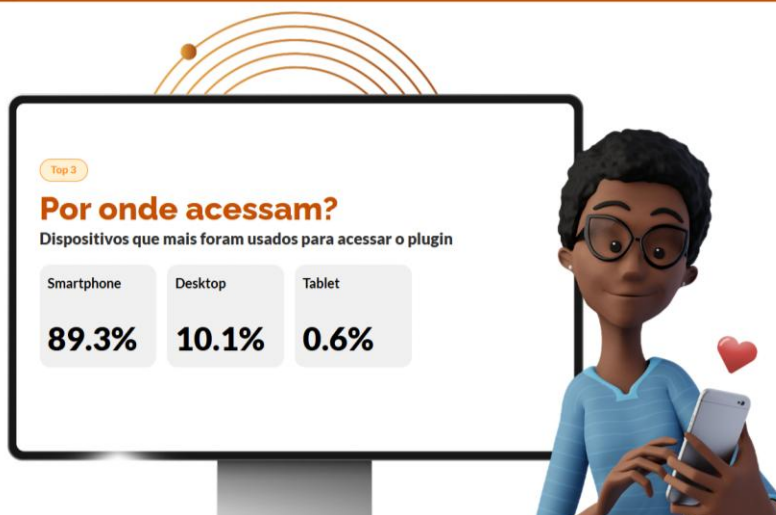 Top 3
Por onde acessam?
Dispositivos que mais foram usados para acessar o plugin
Smartphone
89.3%
Desktop
10.1%
Tablet
0.6%